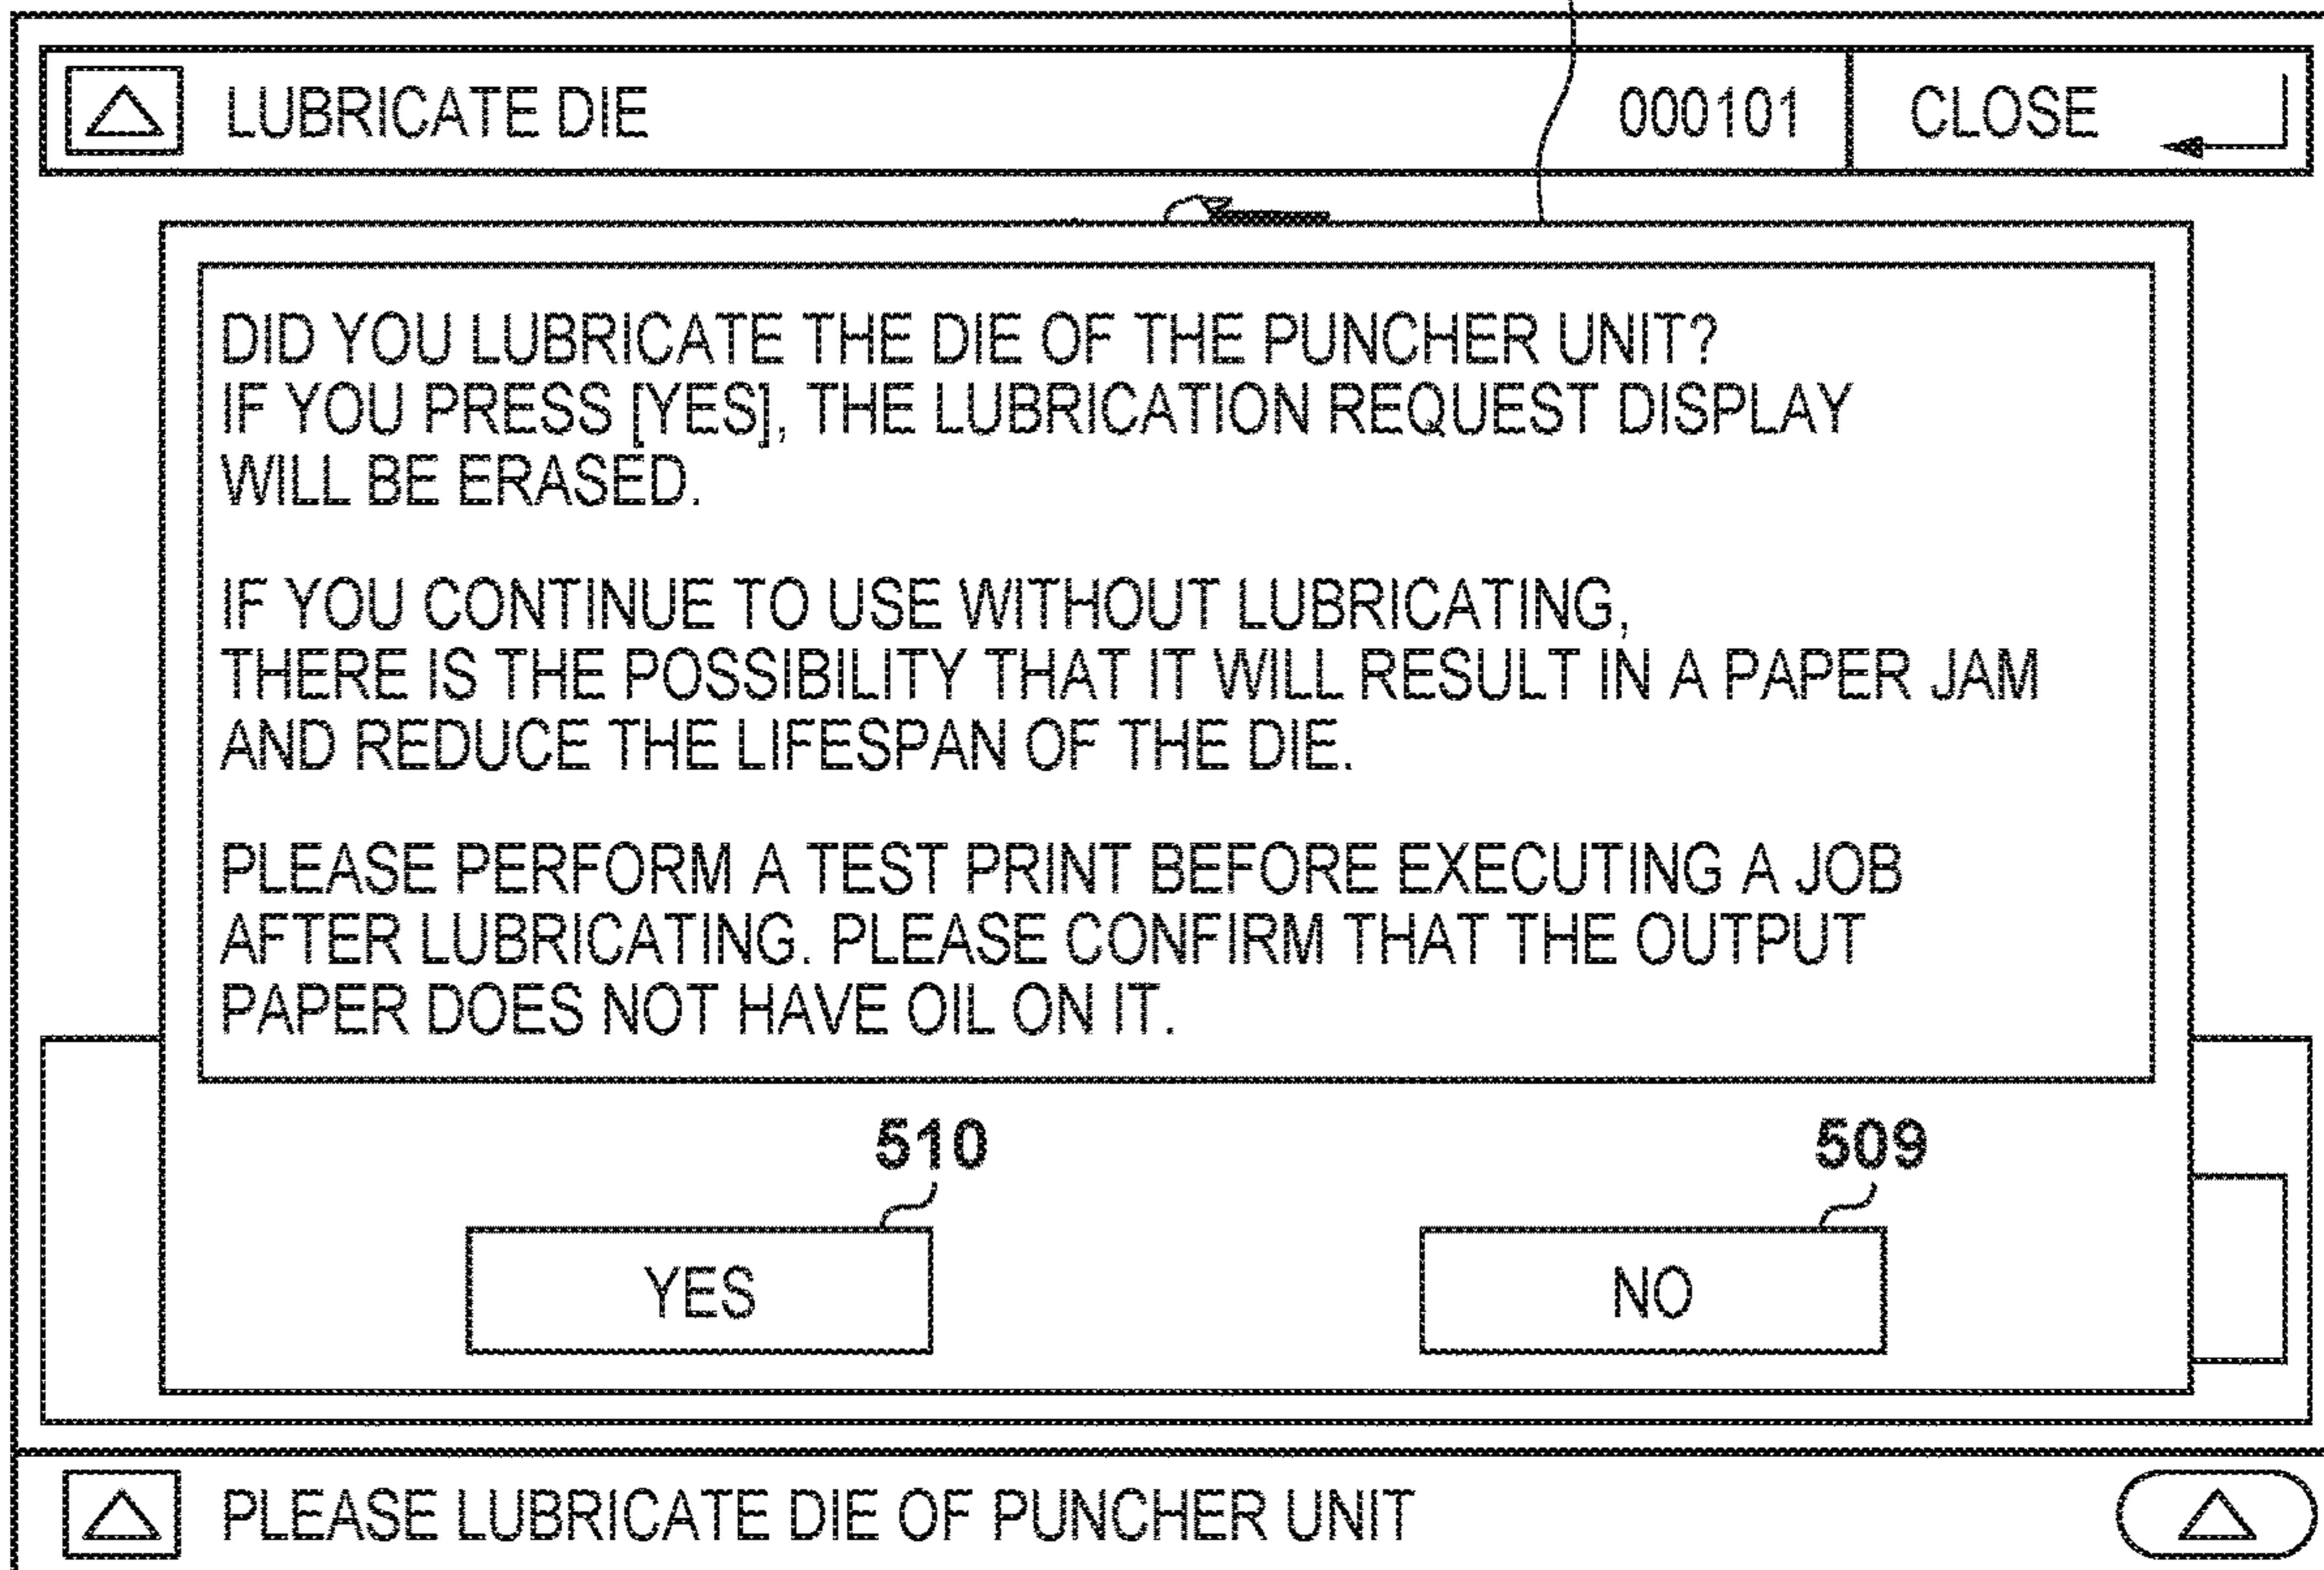 LUBRICATE DIE
000101
CLOSE
DID YOU LUBRICATE THE DIE OF THE PUNCHER UNIT?
IF YOU PRESS [YES], THE LUBRICATION REQUEST DISPLAY
WILL BE ERASED.
IF YOU CONTINUE TO USE WITHOUT LUBRICATING,
THERE IS THE POSSIBILITY THAT IT WILL RESULT IN A PAPER JAM
AND REDUCE THE LIFESPAN OF THE DIE.
PLEASE PERFORM A TEST PRINT BEFORE EXECUTING A JOB
AFTER LUBRICATING. PLEASE CONFIRM THAT THE OUTPUT
PAPER DOES NOT HAVE OIL ON IT.
510
509
YES
NO
PLEASE LUBRICATE DIE OF PUNCHER UNIT